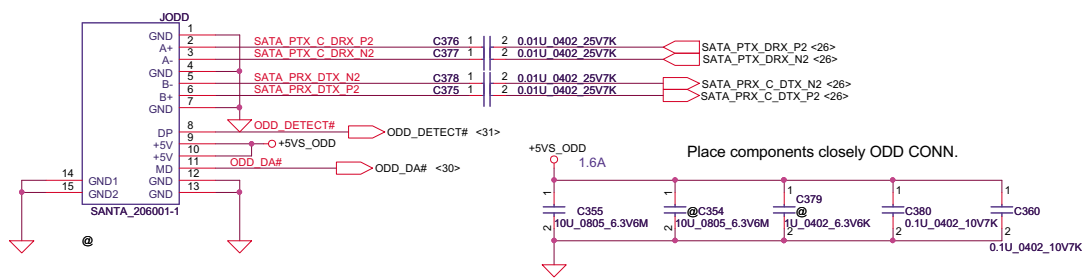 JODD
GND 1
A+ 2 SATA_PTX_C_DRX_P2 C376 1 2 0.01U_0402_25V7K SATA_PTX_DRX_P2 <26>
A- 3 SATA_PTX_C_DRX_N2 C377 1 2 0.01U_0402_25V7K SATA_PTX_DRX_N2 <26>
GND 4
B- 5 SATA_PRX_DTX_N2 C378 1 2 0.01U_0402_25V7K SATA_PRX_C_DTX_N2 <26>
B+ 6 SATA_PRX_DTX_P2 C375 1 2 0.01U_0402_25V7K SATA_PRX_C_DTX_P2 <26>
GND 7
DP 8 ODD_DETECT# ODD_DETECT# <31>
+5V 9 +5VS_ODD
+5V 10
MD 11 ODD_DA# ODD_DA# <30>
14 GND1 GND 12
15 GND2 GND 13
SANTA_206001-1
@
+5VS_ODD
1.6A
Place components closely ODD CONN.
1 C355 2 10U_0805_6.3V6M
1 @C354 2 10U_0805_6.3V6M
1 C379 @ 2 1U_0402_6.3V6K
1 C380 2 0.1U_0402_10V7K
1 C360 2 0.1U_0402_10V7K